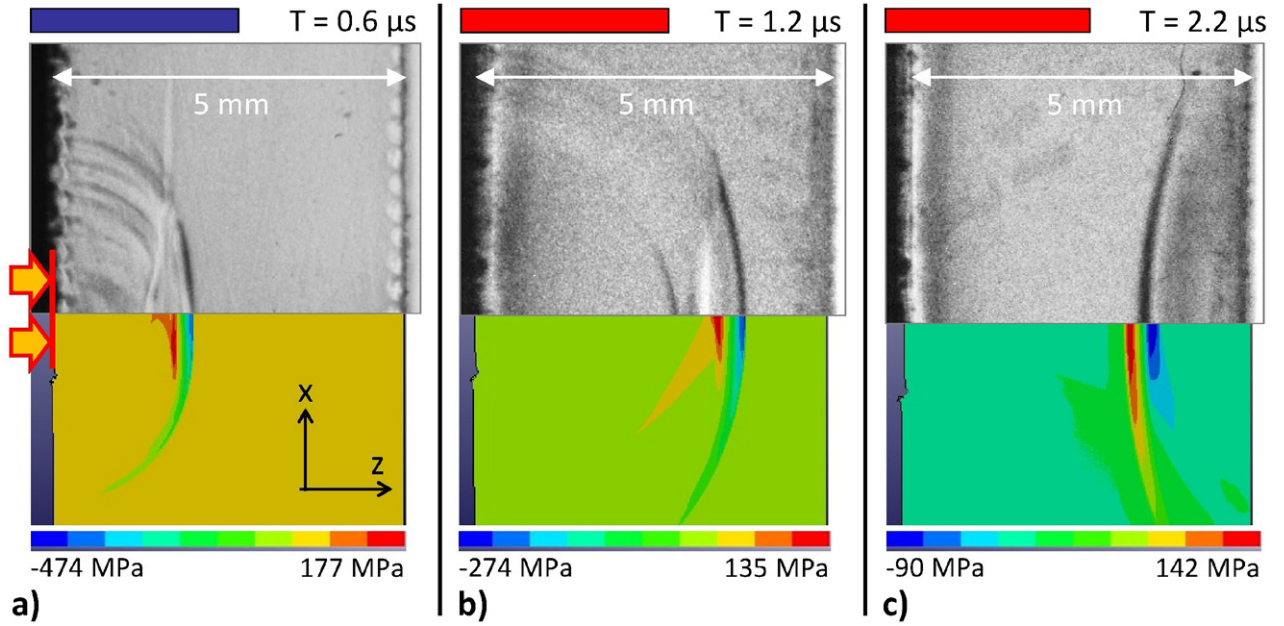 T = 0.6 µs
5 mm
x
z
-474 MPa 177 MPa
a)
T = 1.2 µs
5 mm
-274 MPa 135 MPa
b)
T = 2.2 µs
5 mm
-90 MPa 142 MPa
c)